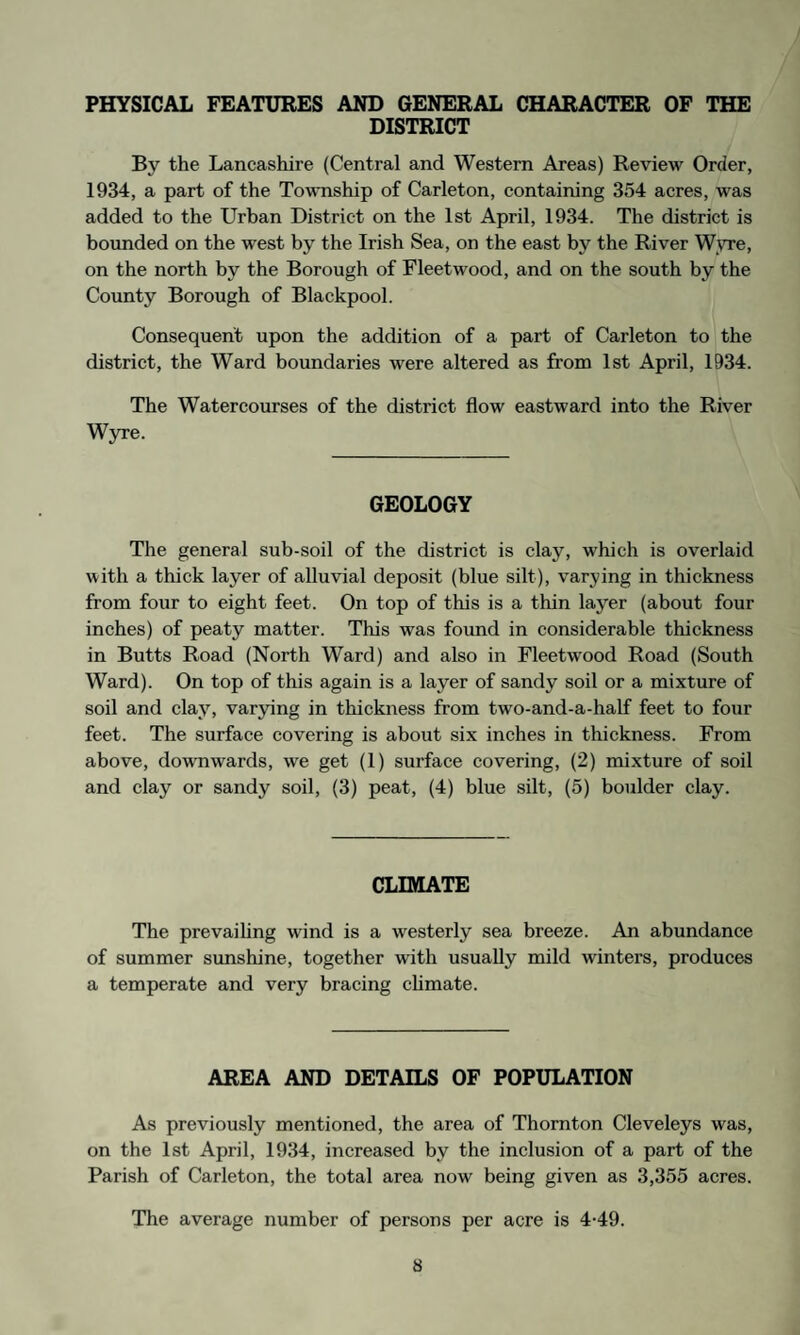 PHYSICAL FEATURES AND GENERAL CHARACTER OF THE
DISTRICT
By the Lancashire (Central and Western Areas) Review Order,
1934, a part of the Township of Carleton, containing 354 acres, was
added to the Urban District on the 1st April, 1934. The district is
bounded on the west by the Irish Sea, on the east by the River Wyre,
on the north by the Borough of Fleetwood, and on the south by the
County Borough of Blackpool.
Consequent upon the addition of a part of Carleton to the
district, the Ward boundaries were altered as from 1st April, 1934.
The Watercourses of the district flow eastward into the River
Wyre.
GEOLOGY
The general sub-soil of the district is clay, which is overlaid
with a thick layer of alluvial deposit (blue silt), varying in thickness
from four to eight feet. On top of this is a thin layer (about four
inches) of peaty matter. This was found in considerable thickness
in Butts Road (North Ward) and also in Fleetwood Road (South
Ward). On top of this again is a layer of sandy soil or a mixture of
soil and clay, varying in thickness from two-and-a-half feet to four
feet. The surface covering is about six inches in thickness. From
above, downwards, we get (1) surface covering, (2) mixture of soil
and clay or sandy soil, (3) peat, (4) blue silt, (5) boulder clay.
CLIMATE
The prevailing wind is a westerly sea breeze. An abundance
of summer sunshine, together with usually mild winters, produces
a temperate and very bracing climate.
AREA AND DETAILS OF POPULATION
As previously mentioned, the area of Thornton Cleveleys was,
on the 1st April, 1934, increased by the inclusion of a part of the
Parish of Carleton, the total area now being given as 3,355 acres.
The average number of persons per acre is 4·49.
8